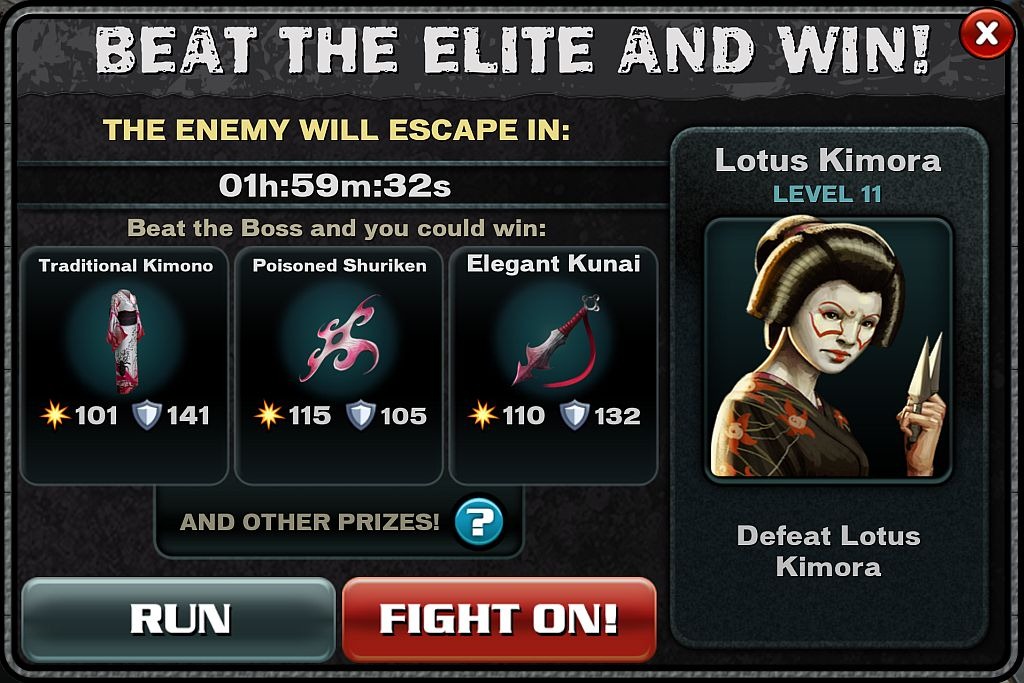 BEAT THE ELITE AND WIN!
THE ENEMY WILL ESCAPE IN:
01h:59m:32s
Beat the Boss and you could win:
Traditional Kimono
101 141
Poisoned Shuriken
115 105
Elegant Kunai
110 132
AND OTHER PRIZES! ?
RUN
FIGHT ON!
X
Lotus Kimora
LEVEL 11
Defeat Lotus
Kimora